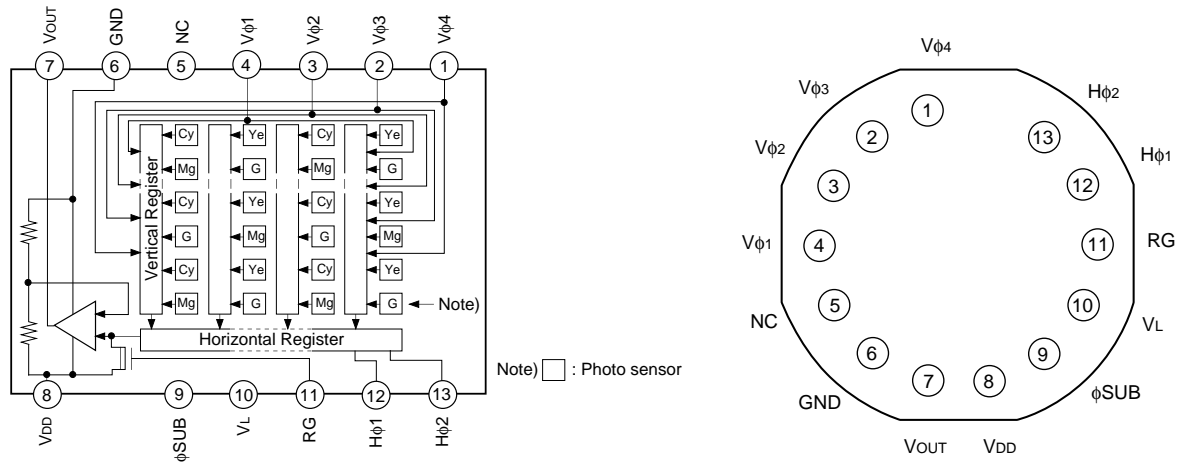 VOUT GND NC Vφ1 Vφ2 Vφ3 Vφ4
7 6 5 4 3 2 1
Cy Ye Cy Ye
Mg G Mg G
Cy Ye Cy Ye
G Mg G Mg
Cy Ye Cy Ye
Mg G Mg G
Vertical Register
Note)
Horizontal Register
Note) : Photo sensor
8 9 10 11 12 13
VDD φSUB VL RG Hφ1 Hφ2
Vφ4
Vφ3 Hφ2
1
2 13
Vφ2 Hφ1
3 12
Vφ1 4 11 RG
5 10
NC VL
6 9
7 8
GND φSUB
VOUT VDD